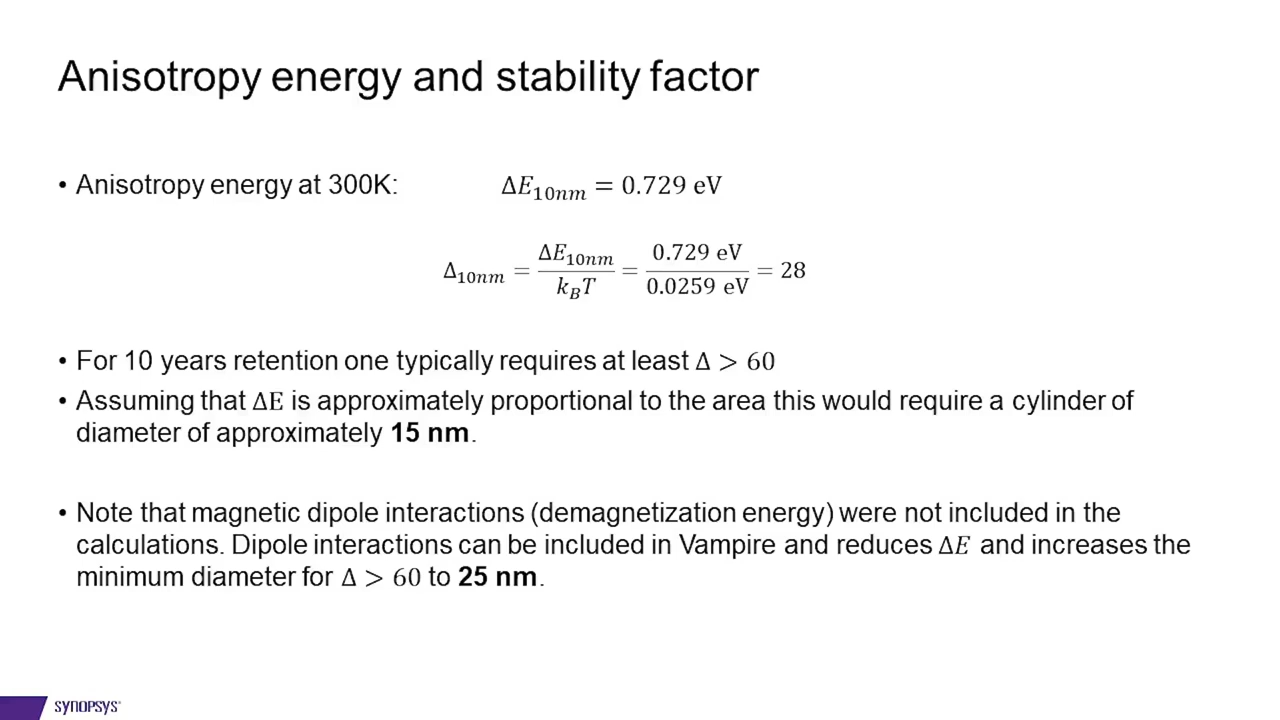 Anisotropy energy and stability factor
• Anisotropy energy at 300K: ΔE₁₀ₙₘ = 0.729 eV
Δ₁₀ₙₘ = ΔE₁₀ₙₘ / k_B T = 0.729 eV / 0.0259 eV = 28
• For 10 years retention one typically requires at least Δ > 60
• Assuming that ΔE is approximately proportional to the area this would require a cylinder of
diameter of approximately 15 nm.
• Note that magnetic dipole interactions (demagnetization energy) were not included in the
calculations. Dipole interactions can be included in Vampire and reduces ΔE and increases the
minimum diameter for Δ > 60 to 25 nm.
SYNOPSYS